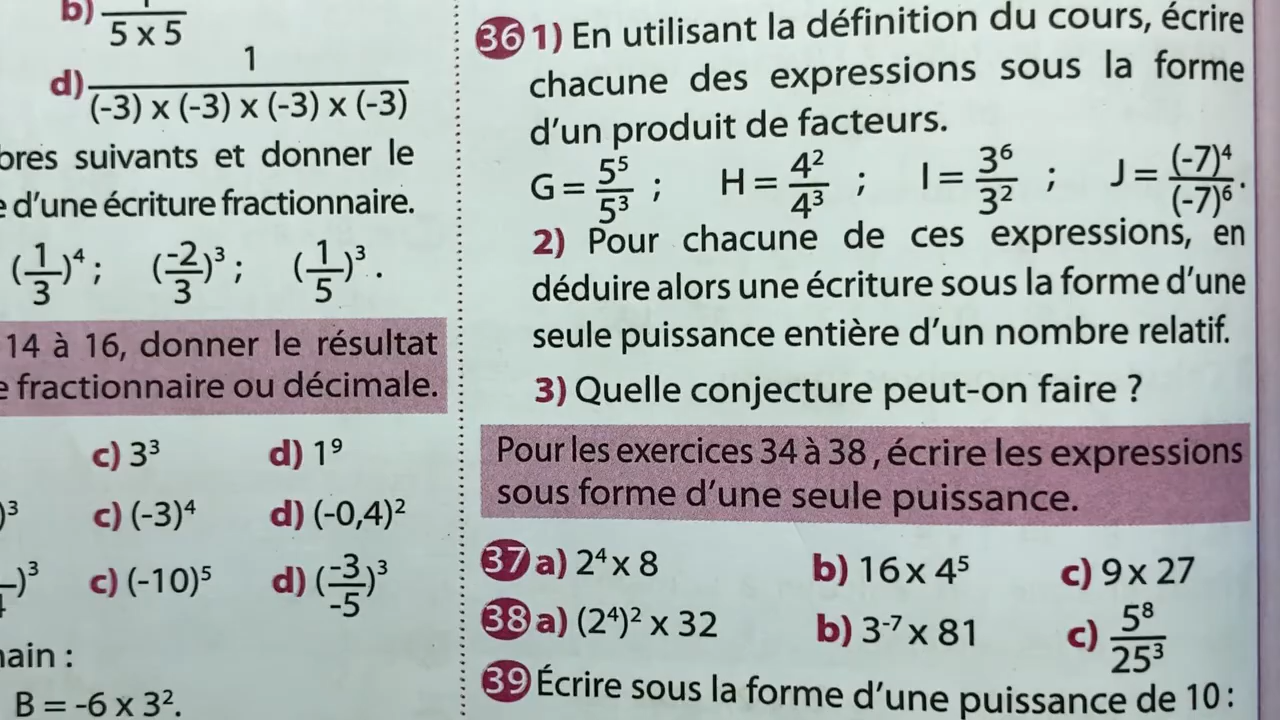 b) 5 x 5
d) 1/((-3) x (-3) x (-3) x (-3))
bres suivants et donner le
e d'une écriture fractionnaire.
(1/3)⁴ ; (-2/3)³ ; (1/5)³ .
14 à 16, donner le résultat
e fractionnaire ou décimale.
c) 3³ d) 1⁹
)³ c) (-3)⁴ d) (-0,4)²
)³ c) (-10)⁵ d) (-3/-5)³
ain :
B = -6 x 3².
36 1) En utilisant la définition du cours, écrire
chacune des expressions sous la forme
d'un produit de facteurs.
G = 5⁵/5³ ; H = 4²/4³ ; I = 3⁶/3² ; J = (-7)⁴/(-7)⁶.
2) Pour chacune de ces expressions, en
déduire alors une écriture sous la forme d'une
seule puissance entière d'un nombre relatif.
3) Quelle conjecture peut-on faire ?
Pour les exercices 34 à 38, écrire les expressions
sous forme d'une seule puissance.
37 a) 2⁴ x 8 b) 16 x 4⁵ c) 9 x 27
38 a) (2⁴)² x 32 b) 3⁻⁷ x 81 c) 5⁸/25³
39 Écrire sous la forme d'une puissance de 10 :